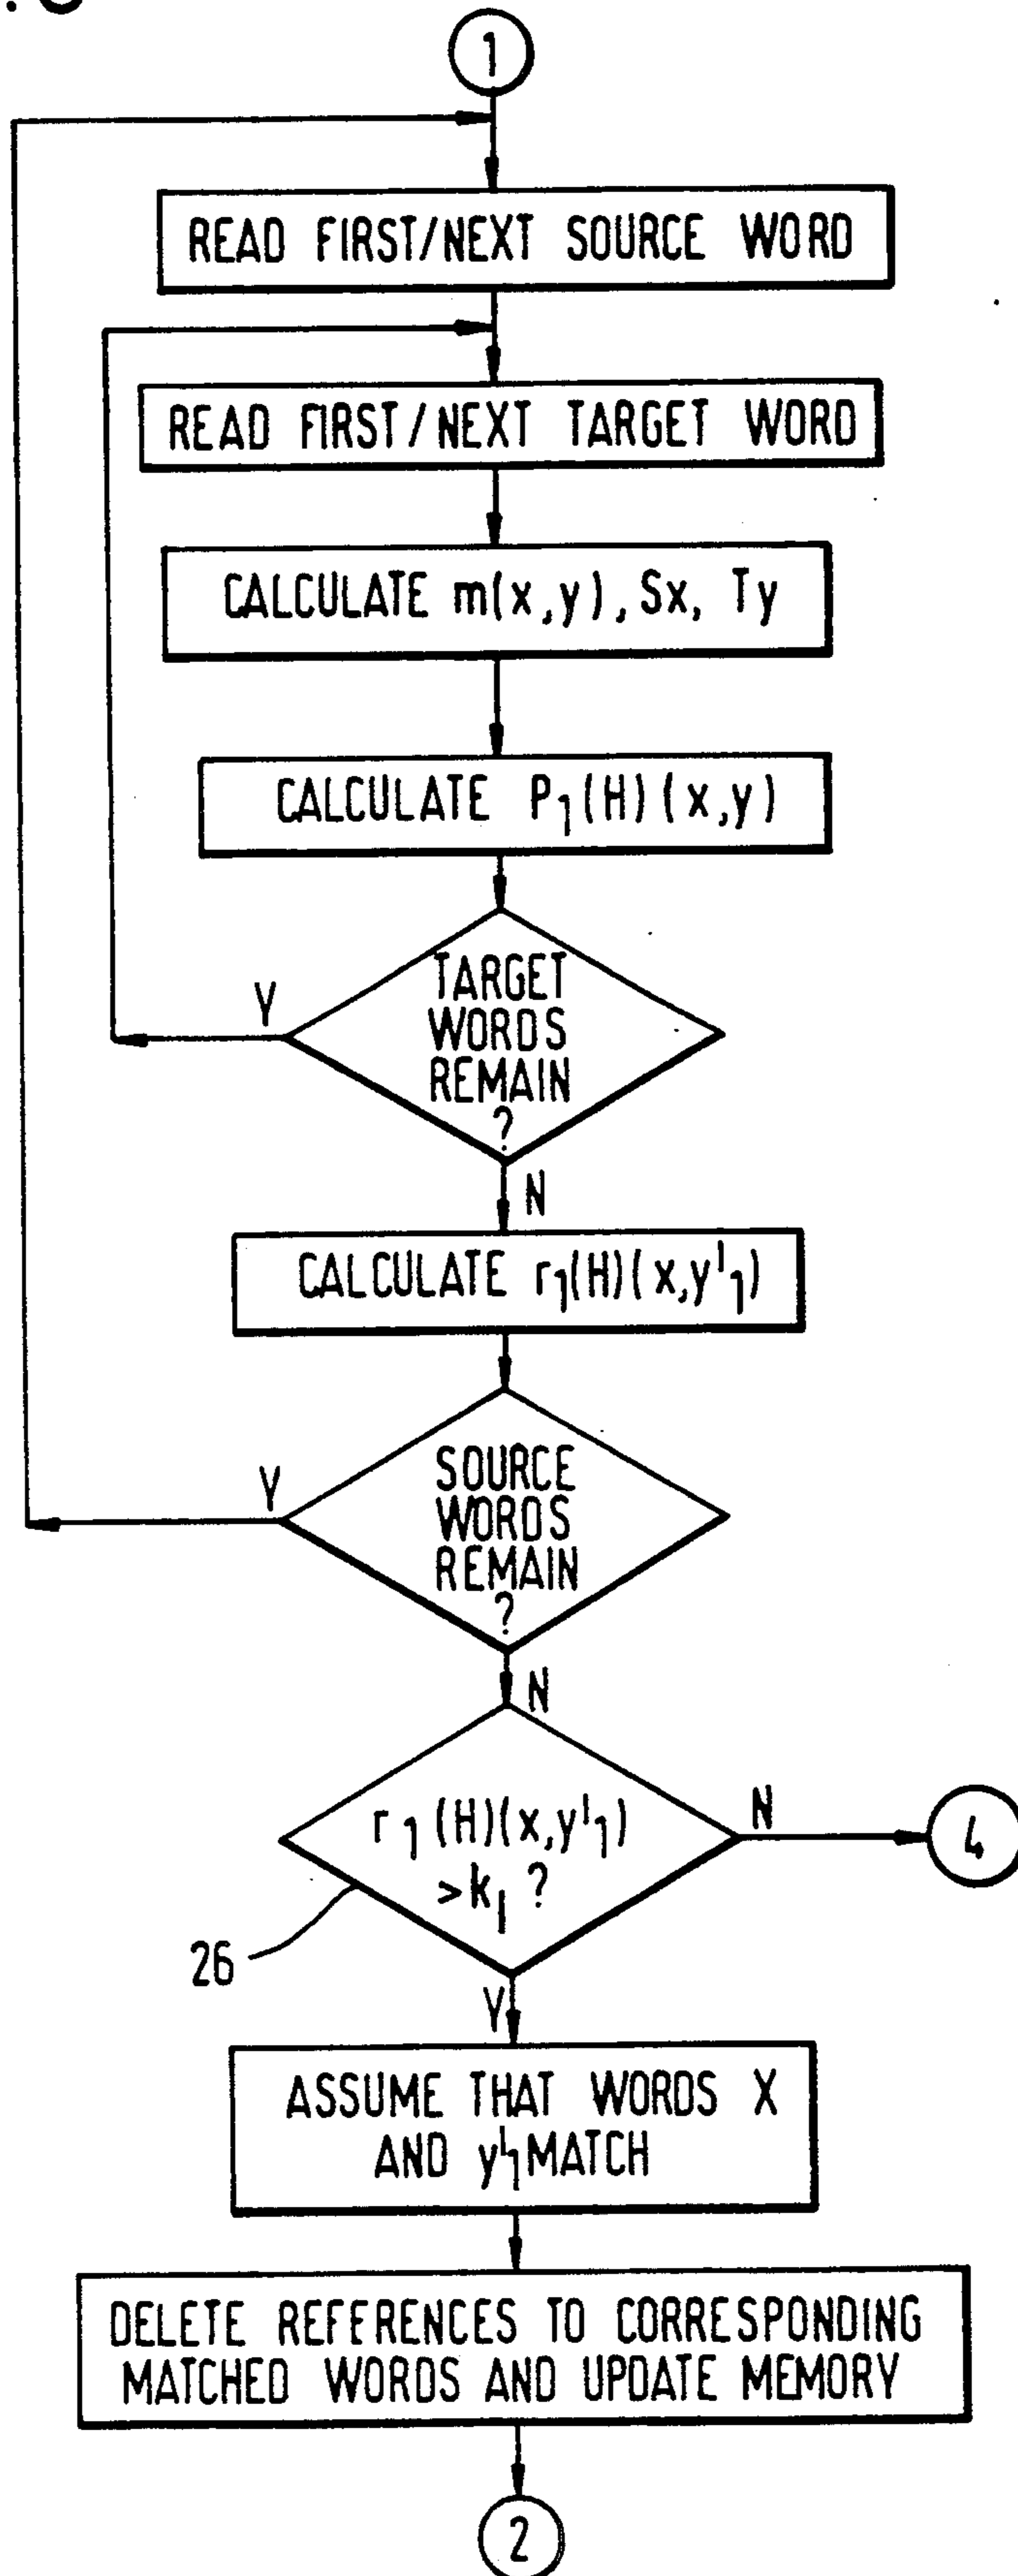 1
READ FIRST/NEXT SOURCE WORD
READ FIRST/NEXT TARGET WORD
CALCULATE m(x,y), Sx, Ty
CALCULATE P₁(H)(x,y)
TARGET
WORDS
REMAIN
?
Y
N
CALCULATE r₁(H)(x,y'₁)
SOURCE
WORDS
REMAIN
?
Y
N
r₁(H)(x,y'₁)
>k₁ ?
N
4
26
Y
ASSUME THAT WORDS X
AND y'₁ MATCH
DELETE REFERENCES TO CORRESPONDING
MATCHED WORDS AND UPDATE MEMORY
2